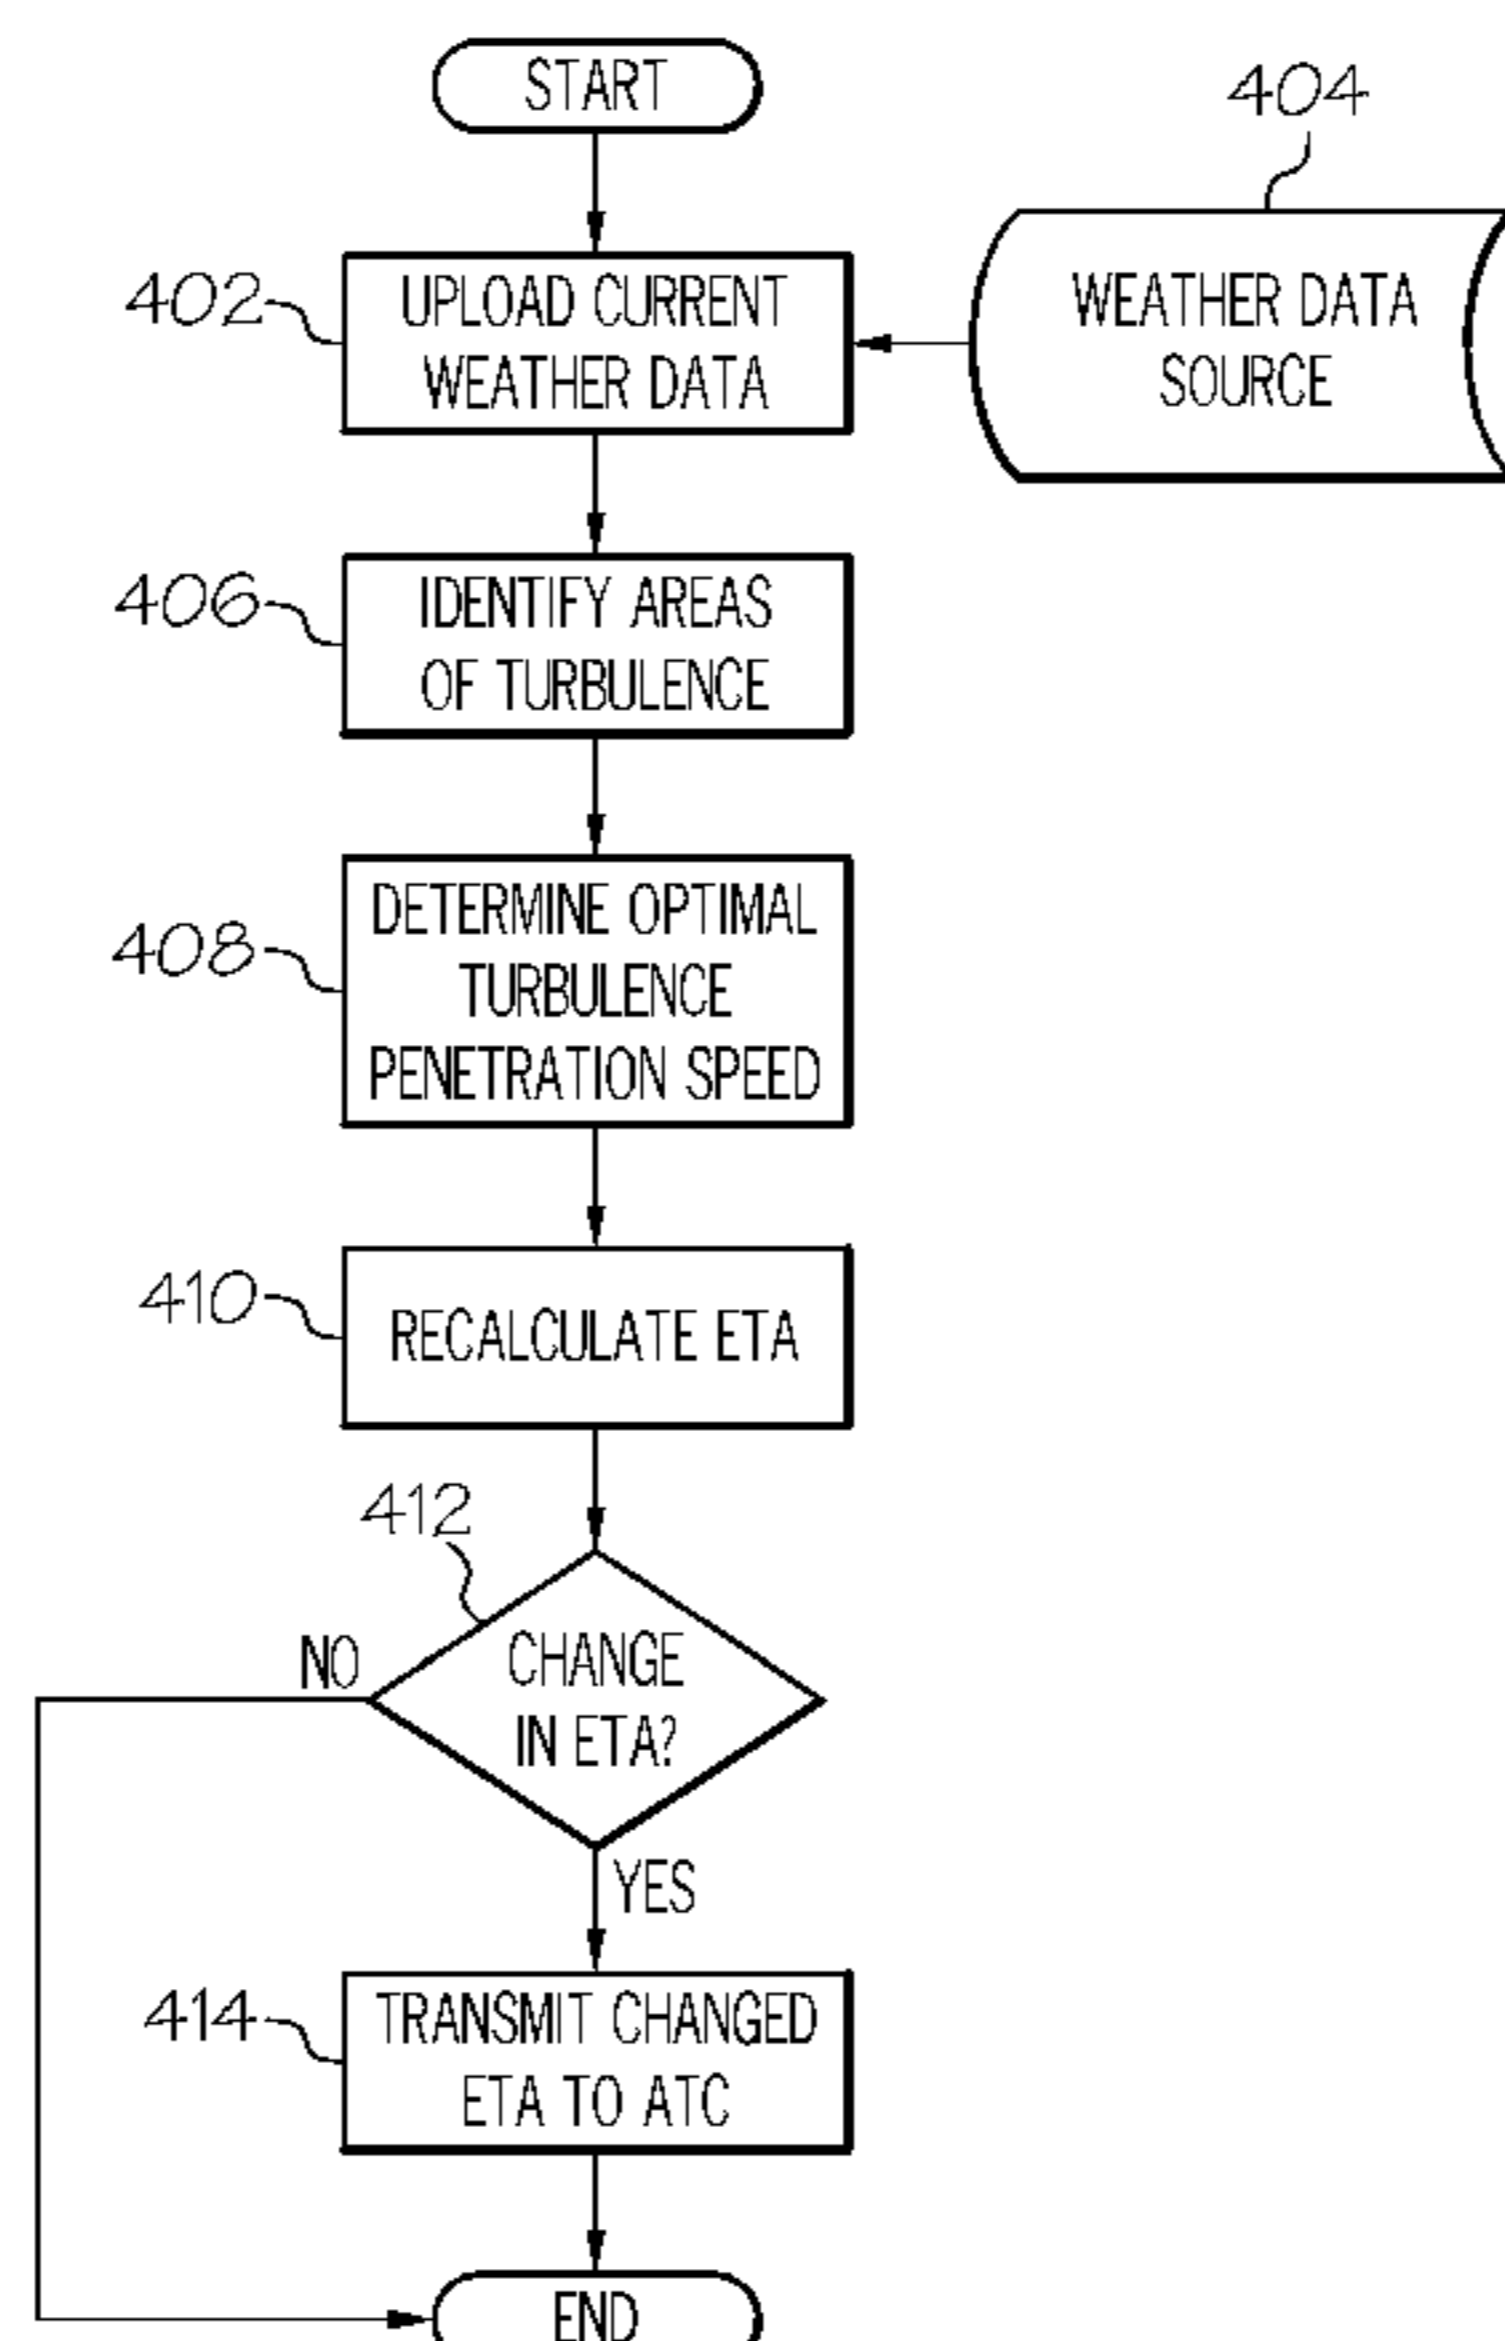 START
404
402
UPLOAD CURRENT
WEATHER DATA
WEATHER DATA
SOURCE
406
IDENTIFY AREAS
OF TURBULENCE
408
DETERMINE OPTIMAL
TURBULENCE
PENETRATION SPEED
410
RECALCULATE ETA
412
NO
CHANGE
IN ETA?
YES
414
TRANSMIT CHANGED
ETA TO ATC
END